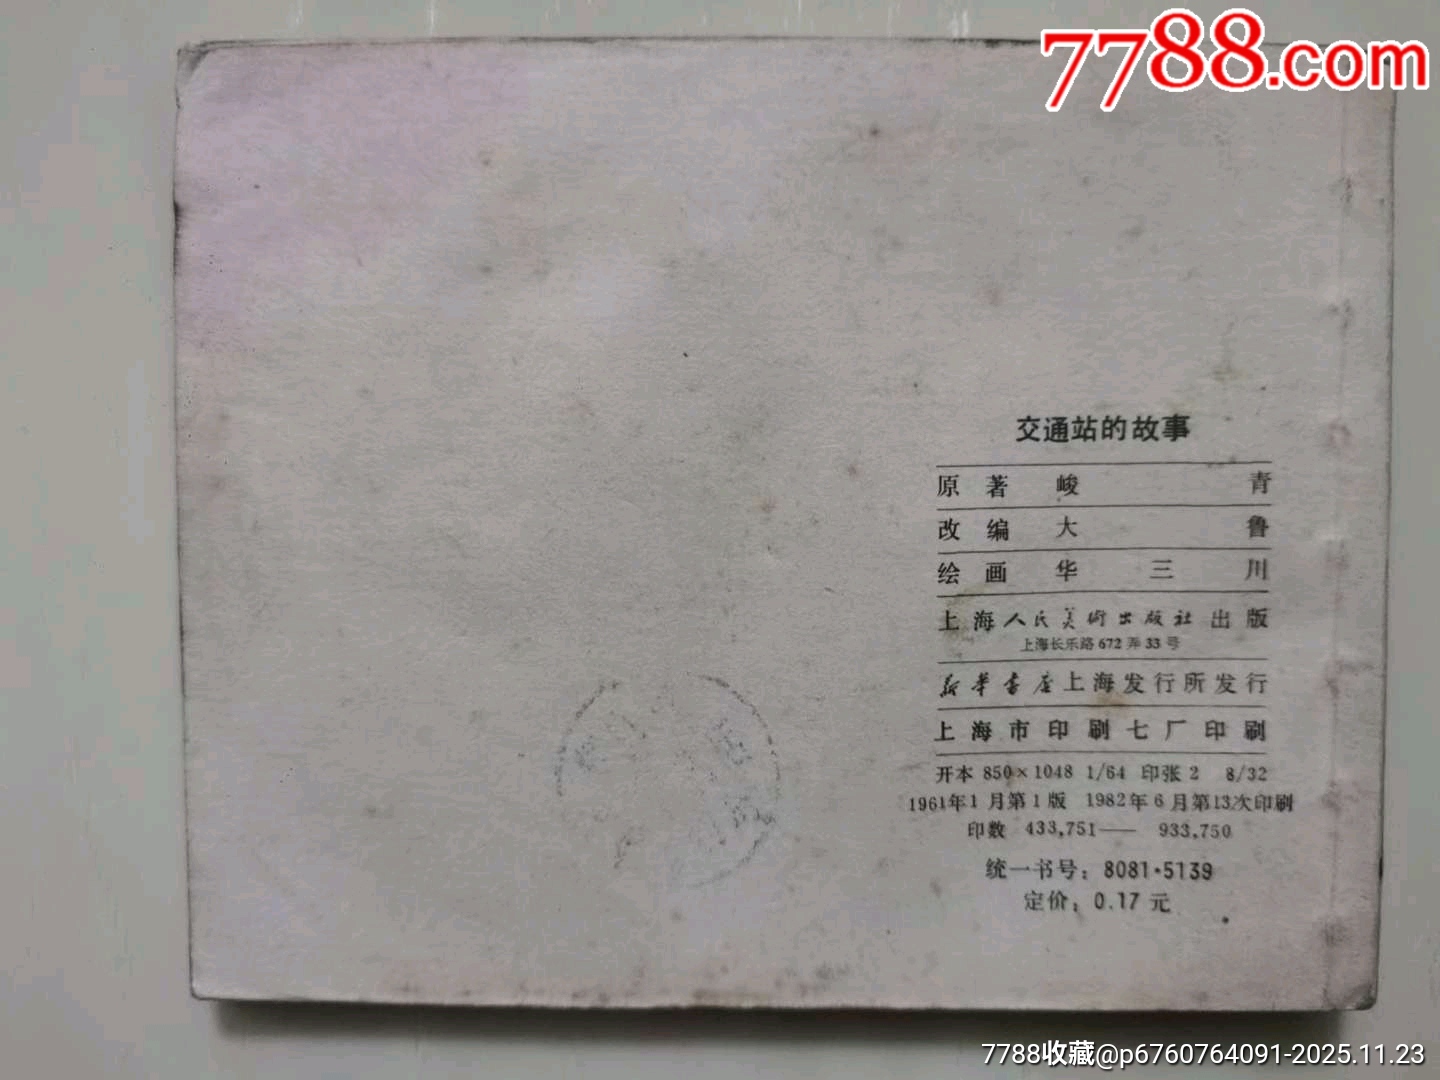 7788.com
交通站的故事
原著 峻青
改编 大鲁
绘画 华三川
上海人民美術出版社出版
上海长乐路672弄33号
新华书店上海发行所发行
上海市印刷七厂印刷
开本 850×1048 1/64 印张 2 8/32
1961年1月第1版 1982年6月第13次印刷
印数 433,751—— 933,750
统一书号：8081·5139
定价：0.17元
7788收藏@p6760764091-2025.11.23